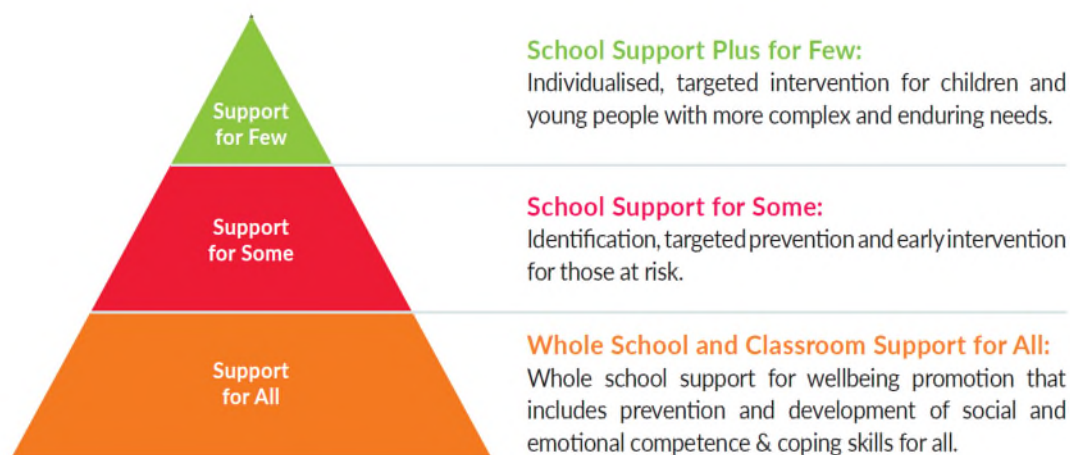 Support
for Few
School Support Plus for Few:
Individualised, targeted intervention for children and
young people with more complex and enduring needs.
Support
for Some
School Support for Some:
Identification, targeted prevention and early intervention
for those at risk.
Support
for All
Whole School and Classroom Support for All:
Whole school support for wellbeing promotion that
includes prevention and development of social and
emotional competence & coping skills for all.